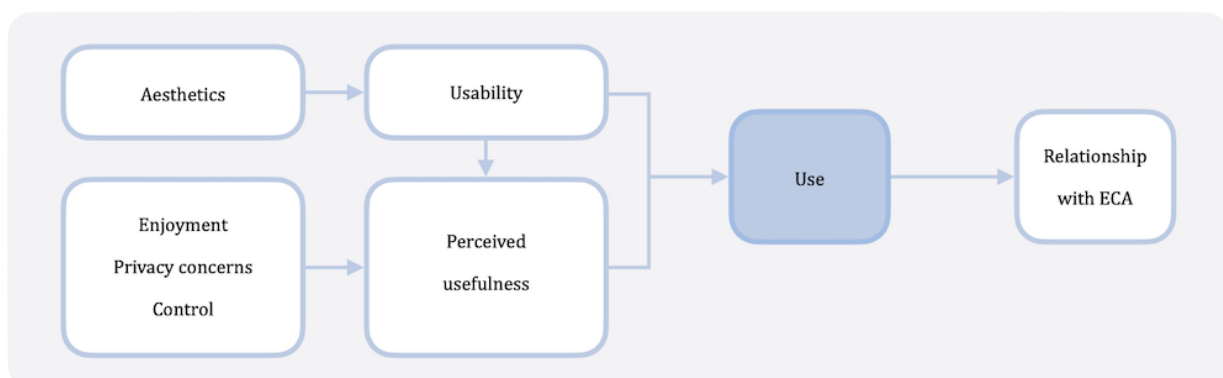 Aesthetics
Usability
Enjoyment
Privacy concerns
Control
Perceived
usefulness
Use
Relationship
with ECA